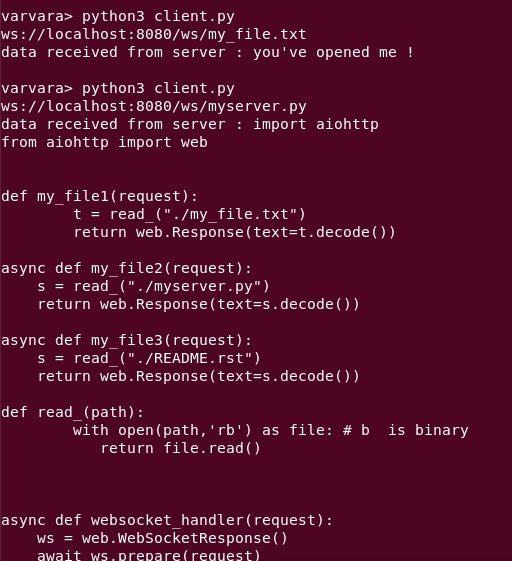 varvara> python3 client.py
ws://localhost:8080/ws/my_file.txt
data received from server : you've opened me !

varvara> python3 client.py
ws://localhost:8080/ws/myserver.py
data received from server : import aiohttp
from aiohttp import web


def my_file1(request):
        t = read_("./my_file.txt")
        return web.Response(text=t.decode())

async def my_file2(request):
    s = read_("./myserver.py")
    return web.Response(text=s.decode())

async def my_file3(request):
    s = read_("./README.rst")
    return web.Response(text=s.decode())

def read_(path):
        with open(path,'rb') as file: # b  is binary
           return file.read()



async def websocket_handler(request):
    ws = web.WebSocketResponse()
    await ws.prepare(request)